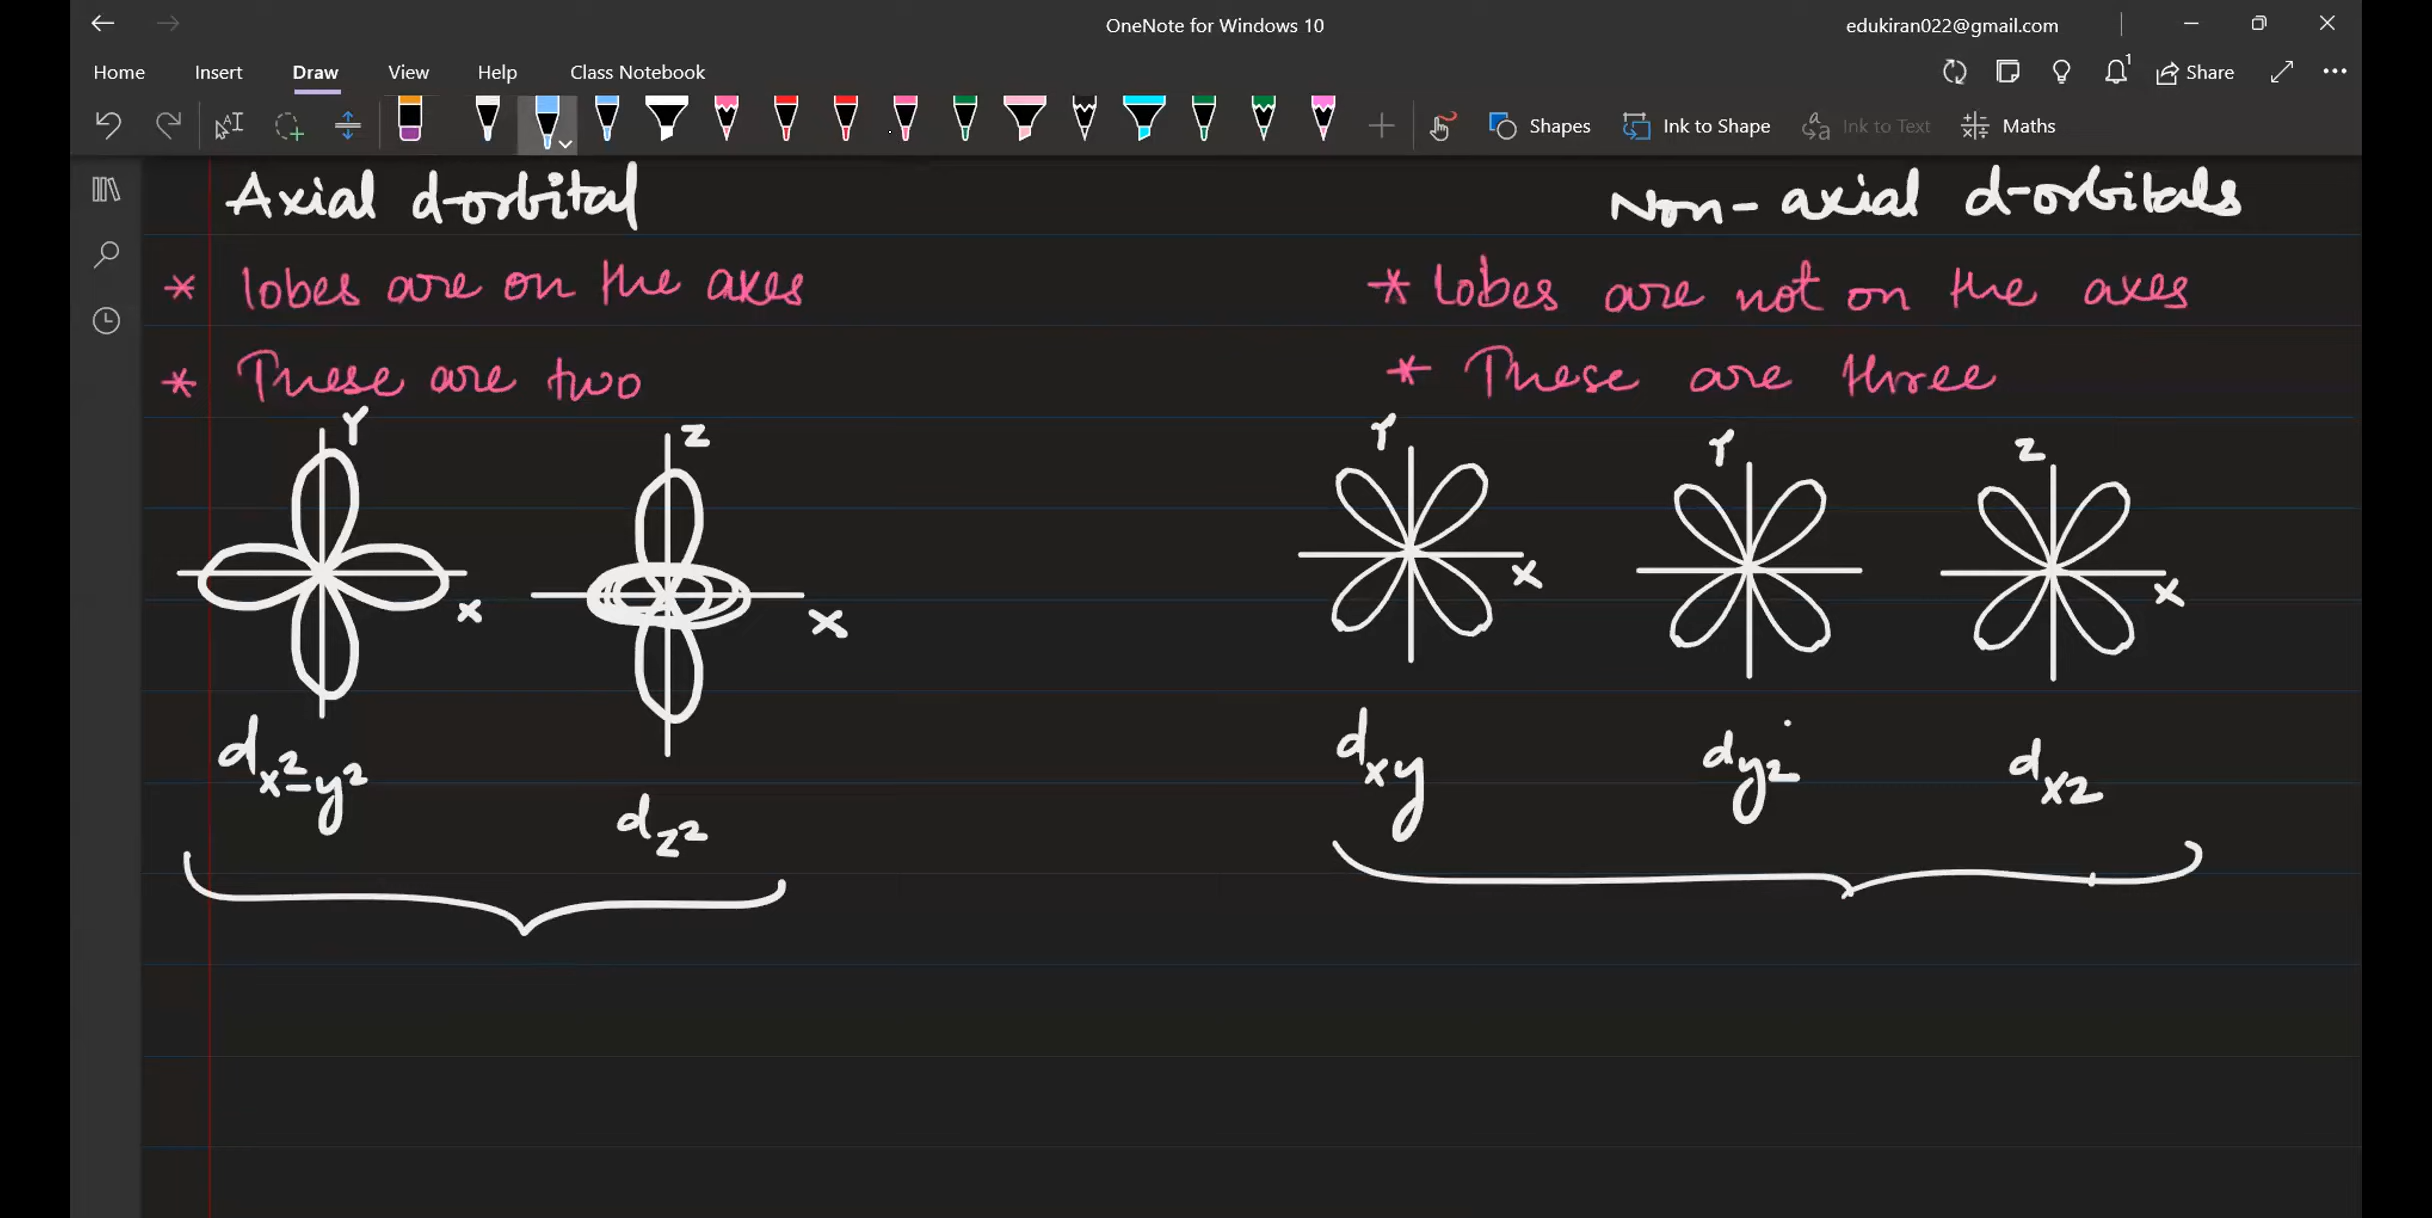 OneNote for Windows 10
edukiran022@gmail.com
Home Insert Draw View Help Class Notebook
1 Share
Shapes Ink to Shape Ink to Text Maths
Axial d-orbital
* lobes are on the axes
* These are two
Y
X
Z
X
dx²-y²
dz²
Non-axial d-orbitals
* Lobes are not on the axes
* These are three
Y
X
Y
Z
X
dxy
dyz
dxz